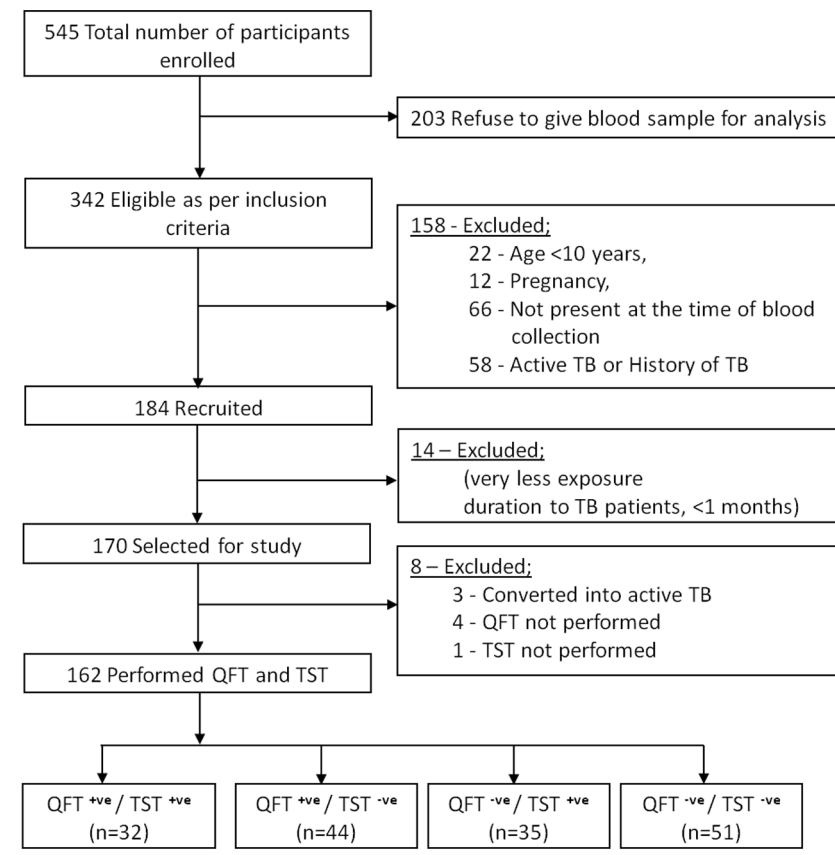 545 Total number of participants
enrolled
203 Refuse to give blood sample for analysis
342 Eligible as per inclusion
criteria
158 - Excluded;
22 - Age <10 years,
12 - Pregnancy,
66 - Not present at the time of blood
collection
58 - Active TB or History of TB
184 Recruited
14 – Excluded;
(very less exposure
duration to TB patients, <1 months)
170 Selected for study
8 – Excluded;
3 - Converted into active TB
4 - QFT not performed
1 - TST not performed
162 Performed QFT and TST
QFT +ve / TST +ve
(n=32)
QFT +ve / TST -ve
(n=44)
QFT -ve / TST +ve
(n=35)
QFT -ve / TST -ve
(n=51)